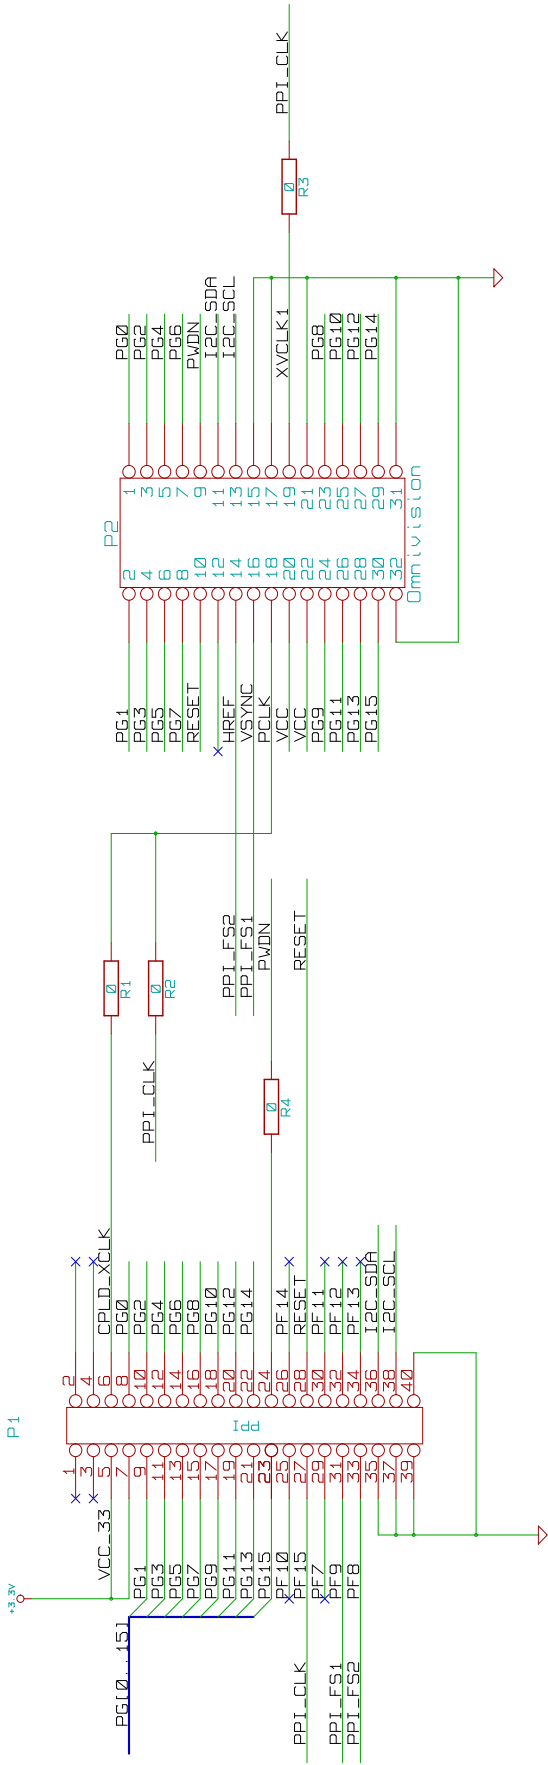 PPI_CLK
0
R3
PG0
PG2
PG4
PG6
PWDN
I2C_SDA
I2C_SCL
XVCLK1
PG8
PG10
PG12
PG14
1
3
5
7
9
11
13
15
17
19
21
23
25
27
29
31
P2
Omnivision
2
4
6
8
10
12
14
16
18
20
22
24
26
28
30
32
PG1
PG3
PG5
PG7
RESET
HREF
VSYNC
PCLK
VCC
VCC
PG9
PG11
PG13
PG15
PPI_FS2
PPI_FS1
PWDN
RESET
0
R1
0
R2
PPI_CLK
0
R4
CPLD_XCLK
PG0
PG2
PG4
PG6
PG8
PG10
PG12
PG14
PF14
RESET
PF11
PF12
PF13
I2C_SDA
I2C_SCL
2
4
6
8
10
12
14
16
18
20
22
24
26
28
30
32
34
36
38
40
P1
PPI
1
3
5
7
9
11
13
15
17
19
21
23
25
27
29
31
33
35
37
39
VCC_33
+3.3V
PG1
PG3
PG5
PG7
PG9
PG11
PG13
PG15
PF10
PF15
PF7
PF9
PF8
PG[0..15]
PPI_CLK
PPI_FS1
PPI_FS2